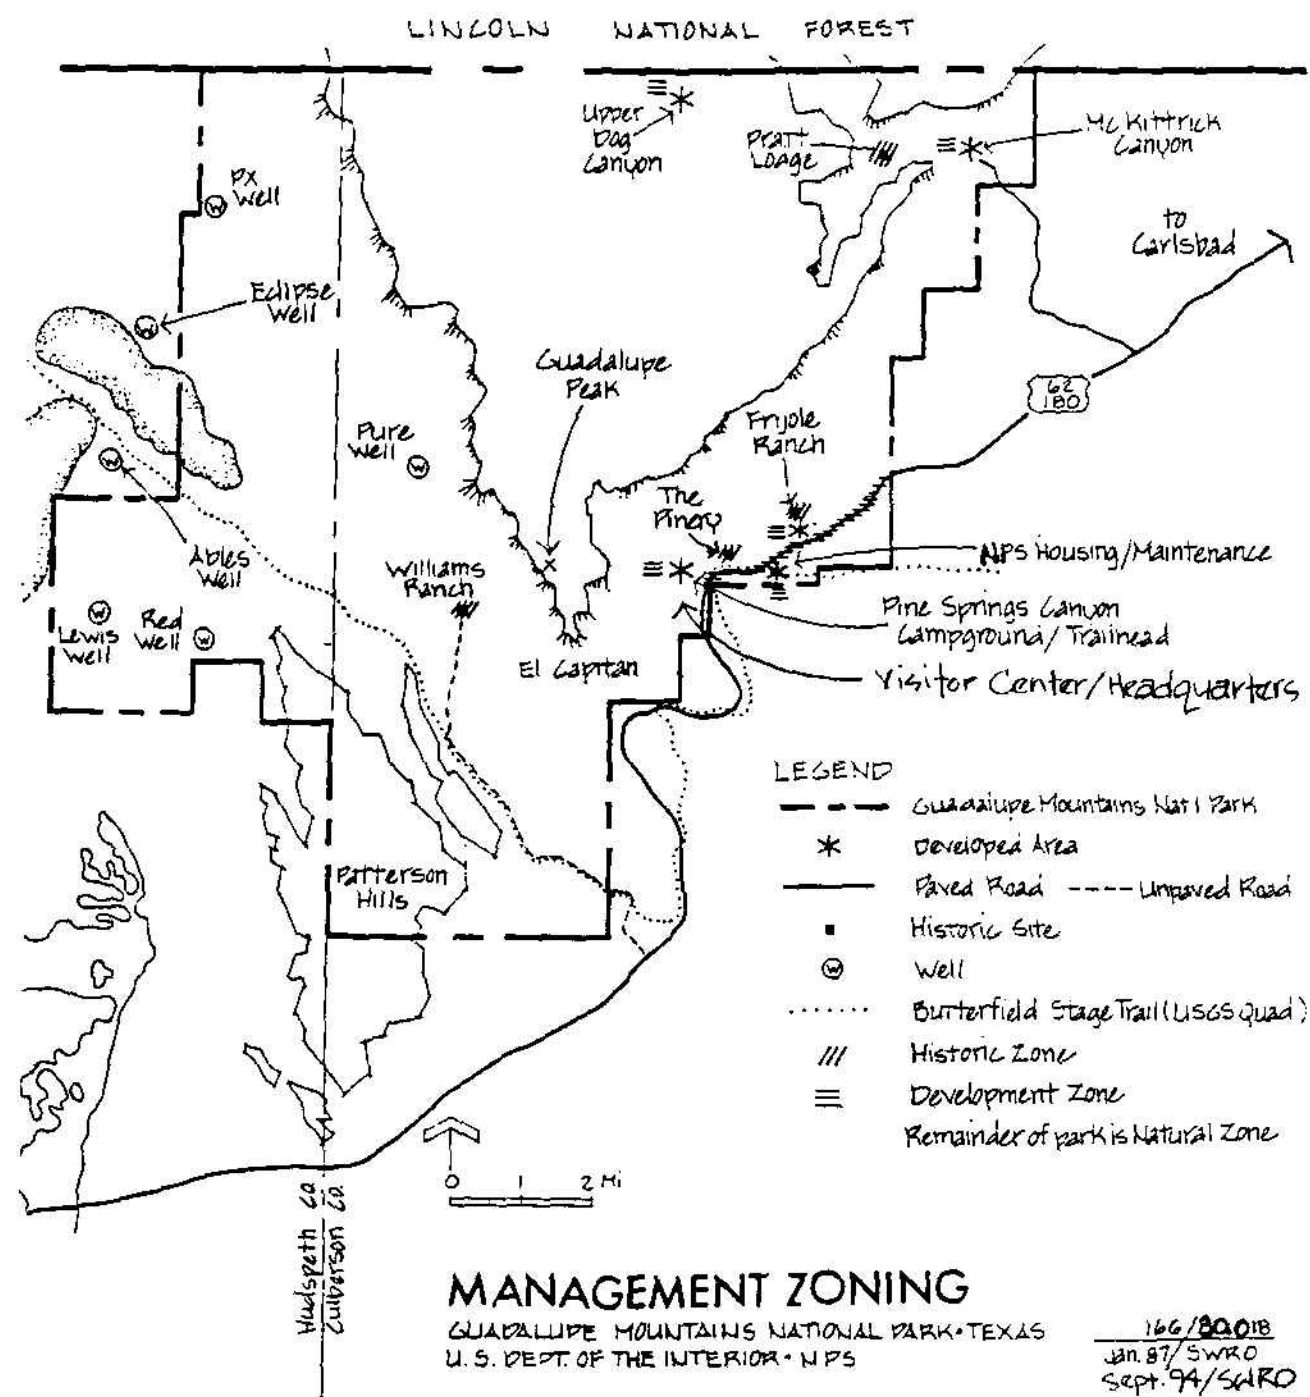 LINCOLN NATIONAL FOREST
Upper
Dog
Canyon
Pratt
Lodge
McKittrick
Canyon
PX
Well
to
Carlsbad
Eclipse
Well
Guadalupe
Peak
62
180
Pure
Well
W
W
W
W
W
W
Frijole
Ranch
The
Pinery
Ables
Well
Williams
Ranch
NPS Housing/Maintenance
Lewis
Well
Red
Well
Pine Springs Canyon
Campground/Trailhead
El Capitan
Visitor Center/Headquarters
Patterson
Hills
LEGEND
Guadalupe Mountains Nat'l Park
Developed Area
Paved Road
Unpaved Road
Historic Site
W
Well
Butterfield Stage Trail (USGS Quad)
Historic Zone
Development Zone
Remainder of park is Natural Zone
0 1 2 Mi
Hudspeth Co.
Culberson Co.
MANAGEMENT ZONING
GUADALUPE MOUNTAINS NATIONAL PARK • TEXAS
U.S. DEPT. OF THE INTERIOR • NPS
Jan. 87/SWRO
Sept. 94/SWRO